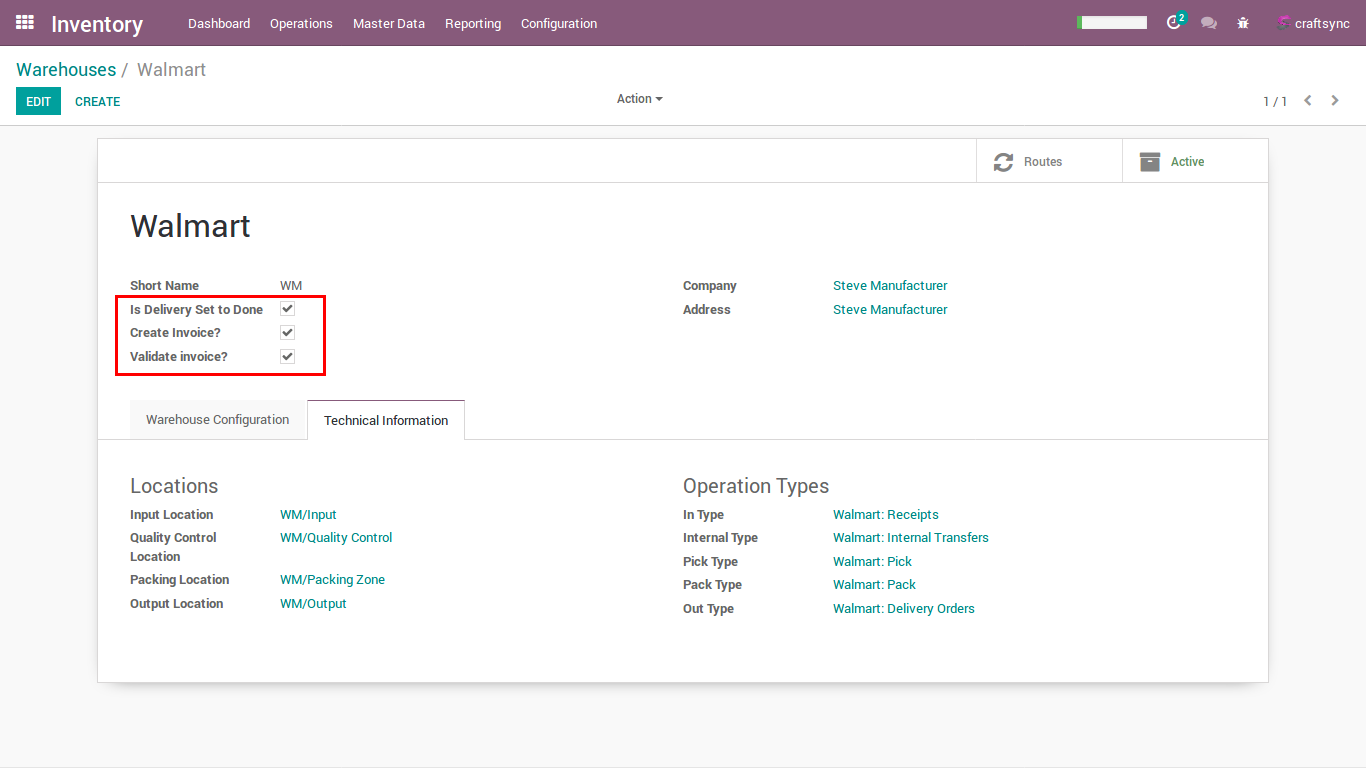 Inventory Dashboard Operations Master Data Reporting Configuration 2 craftsync
Warehouses / Walmart
EDIT CREATE Action 1 / 1
Routes Active
Walmart
Short Name WM Company Steve Manufacturer
Is Delivery Set to Done Address Steve Manufacturer
Create Invoice?
Validate invoice?
Warehouse Configuration Technical Information
Locations Operation Types
Input Location WM/Input In Type Walmart: Receipts
Quality Control WM/Quality Control Internal Type Walmart: Internal Transfers
Location Pick Type Walmart: Pick
Packing Location WM/Packing Zone Pack Type Walmart: Pack
Output Location WM/Output Out Type Walmart: Delivery Orders